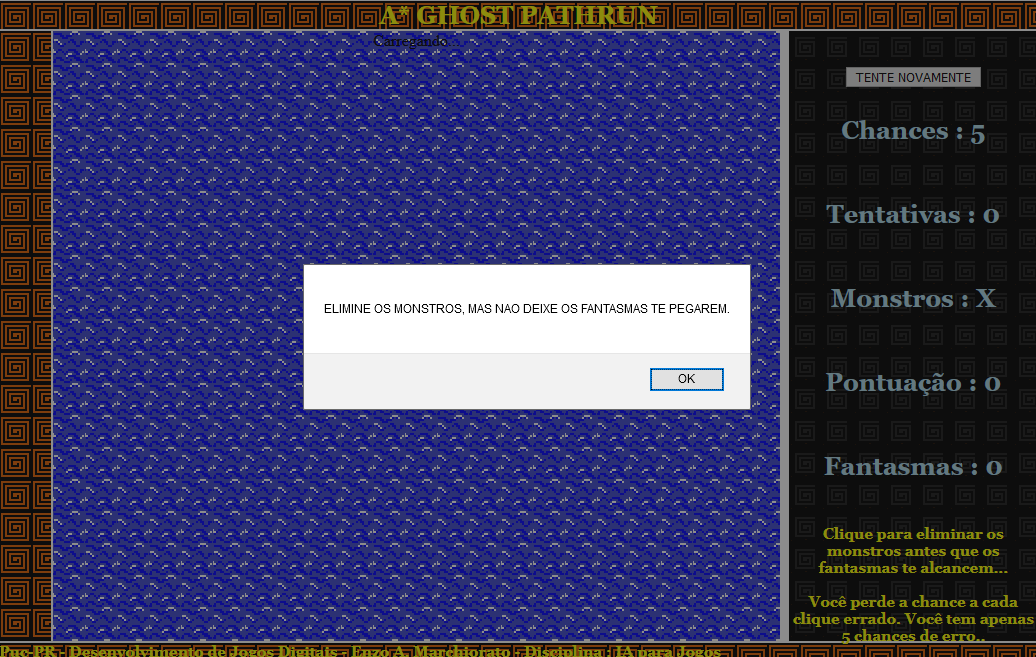 A* GHOST PATHRUN
Carregando
ELIMINE OS MONSTROS, MAS NAO DEIXE OS FANTASMAS TE PEGAREM.
OK
TENTE NOVAMENTE
Chances : 5
Tentativas : 0
Monstros : X
Pontuação : 0
Fantasmas : 0
Clique para eliminar os
monstros antes que os
fantasmas te alcancem...
Você perde a chance a cada
clique errado. Você tem apenas
5 chances de erro..
Puc-PR - Desenvolvimento de Jogos Digitais - Enzo A. Marchiorato - Disciplina : IA para Jogos